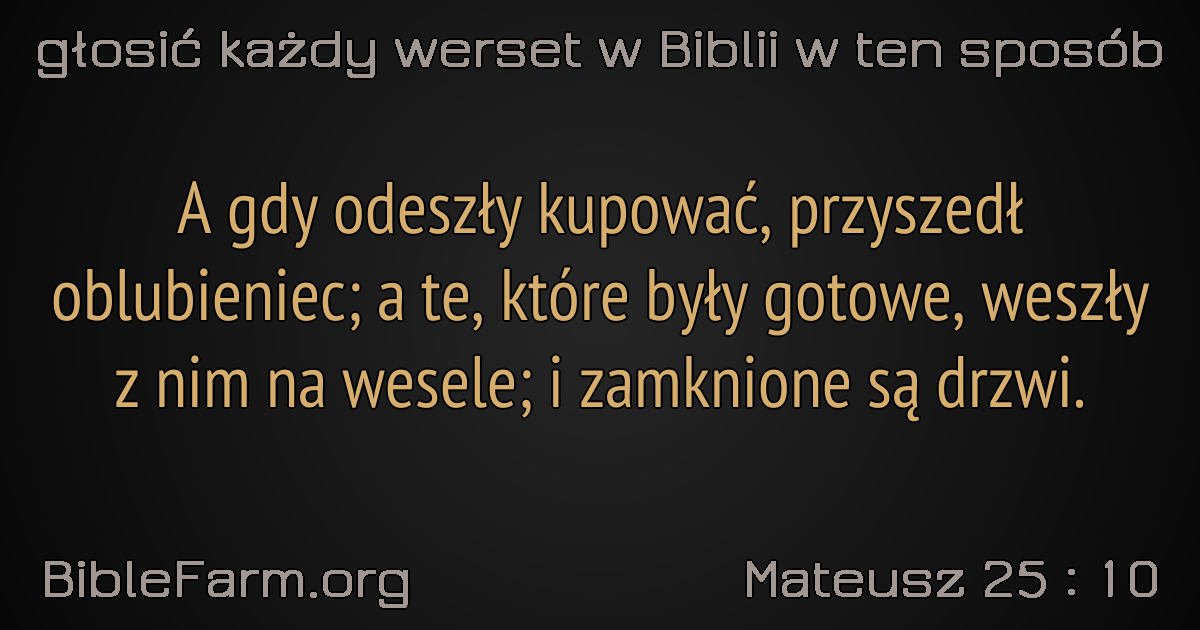 głosić każdy werset w Biblii w ten sposób
A gdy odeszły kupować, przyszedł
oblubieniec; a te, które były gotowe, weszły
z nim na wesele; i zamknione są drzwi.
BibleFarm.org
Mateusz 25 : 10